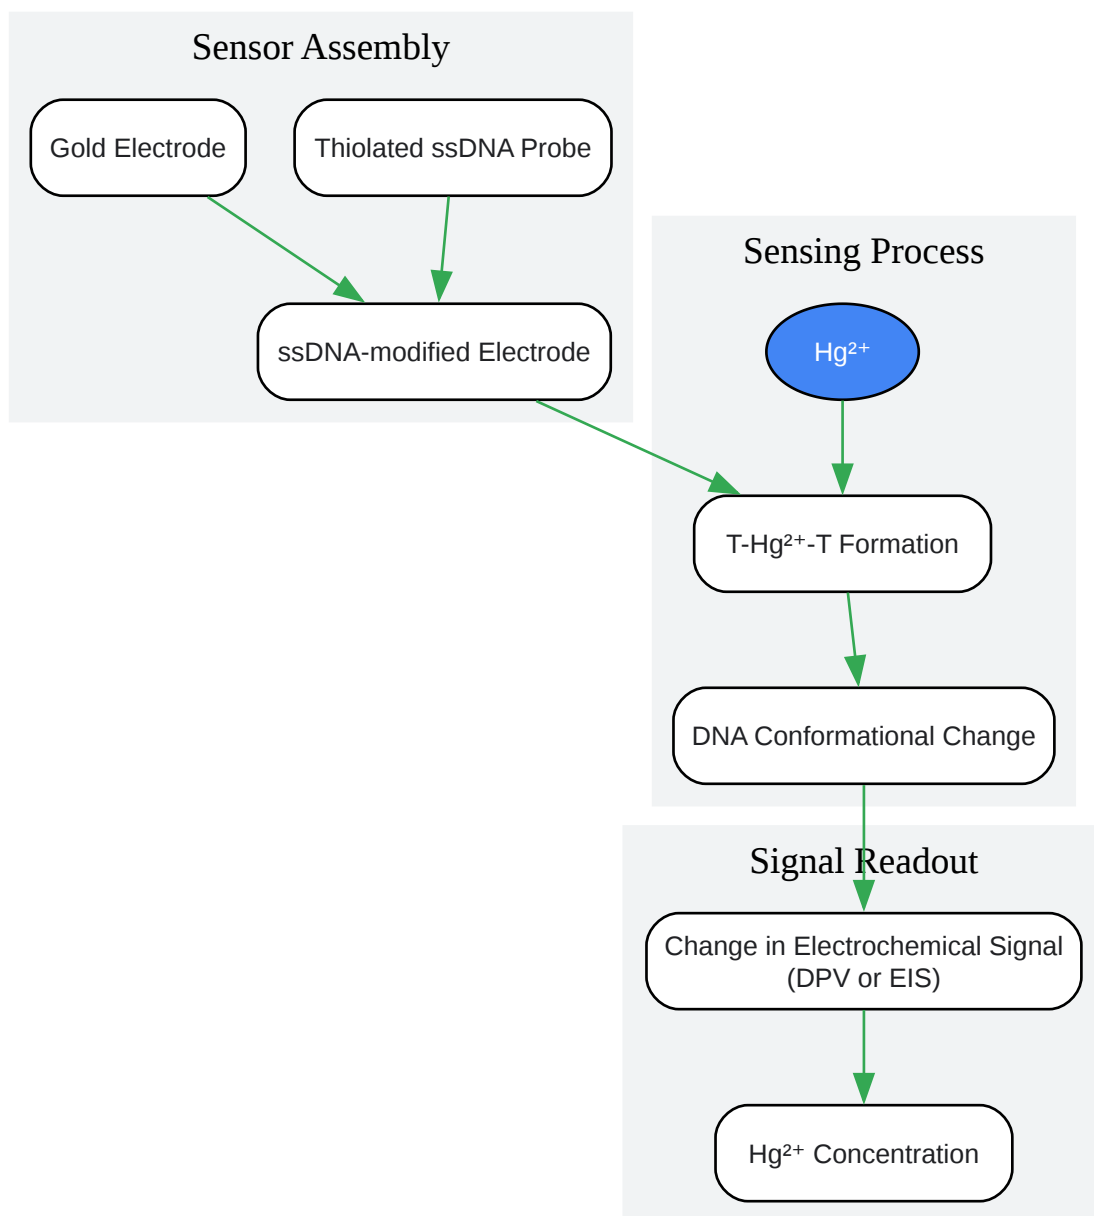 Sensor Assembly
Gold Electrode
Thiolated ssDNA Probe
ssDNA-modified Electrode
Sensing Process
Hg²⁺
T-Hg²⁺-T Formation
DNA Conformational Change
Signal Readout
Change in Electrochemical Signal
(DPV or EIS)
Hg²⁺ Concentration